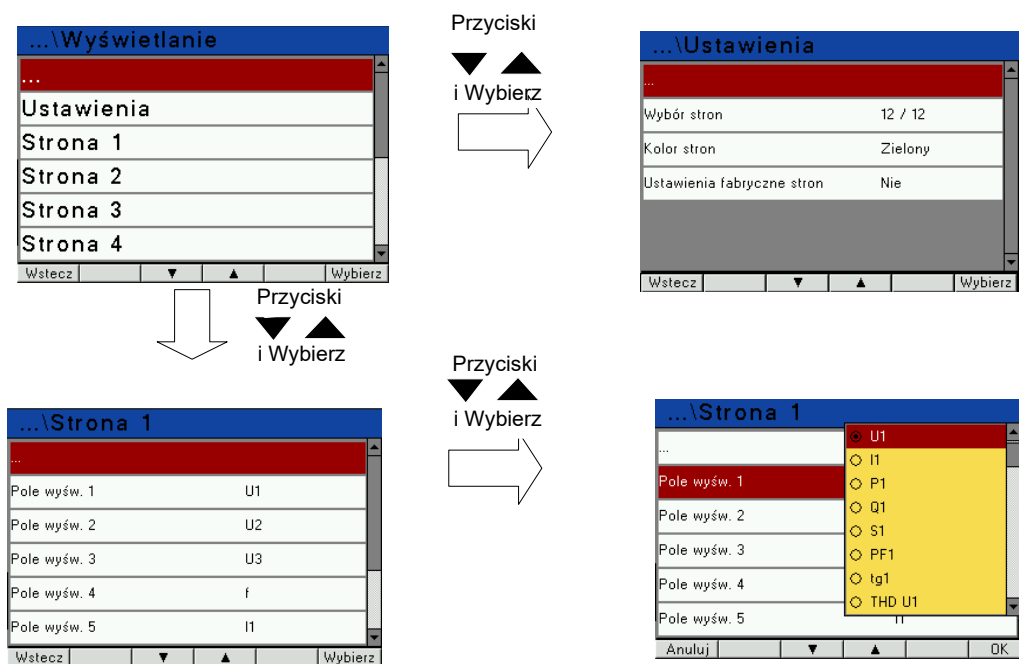 ...\Wyświetlanie
...
Ustawienia
Strona 1
Strona 2
Strona 3
Strona 4
Wstecz ▼ ▲ Wybierz
Przyciski
▼ ▲
i Wybierz
...\Ustawienia
...
Wybór stron 12 / 12
Kolor stron Zielony
Ustawienia fabryczne stron Nie
Wstecz ▼ ▲ Wybierz
Przyciski
▼ ▲
i Wybierz
...\Strona 1
...
Pole wyśw. 1 U1
Pole wyśw. 2 U2
Pole wyśw. 3 U3
Pole wyśw. 4 f
Pole wyśw. 5 I1
Wstecz ▼ ▲ Wybierz
Przyciski
▼ ▲
i Wybierz
...\Strona 1
...
Pole wyśw. 1
Pole wyśw. 2
Pole wyśw. 3
Pole wyśw. 4
Pole wyśw. 5
U1
I1
P1
Q1
S1
PF1
tg1
THD U1
Anuluj ▼ ▲ OK